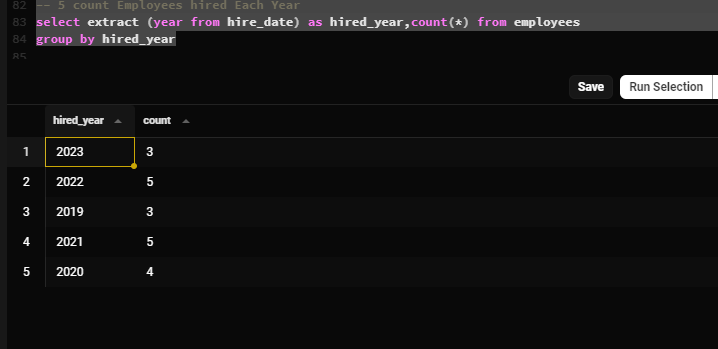 82 -- 5 count Employees hired Each Year
83 select extract (year from hire_date) as hired_year,count(*) from employees
84 group by hired_year
85
Save Run Selection
hired_year count
1 2023 3
2 2022 5
3 2019 3
4 2021 5
5 2020 4